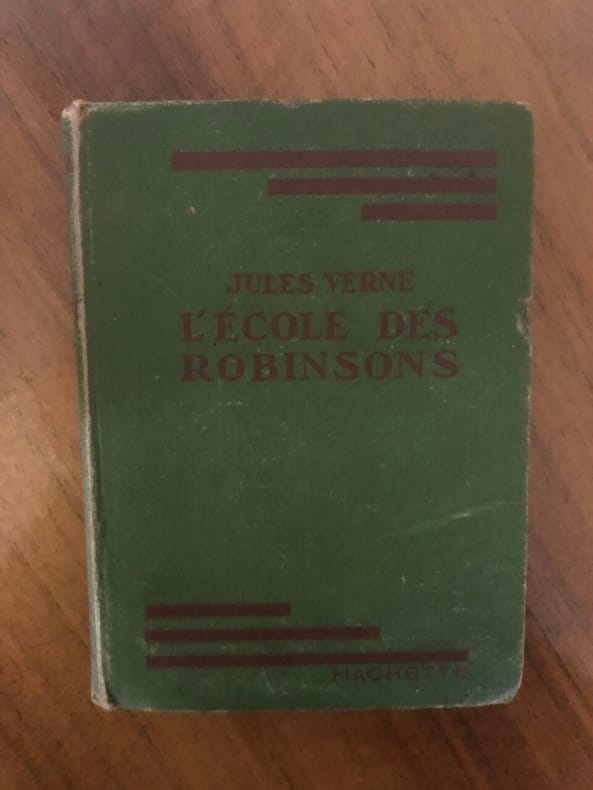 JULES VERNE
L'ÉCOLE DES
ROBINSONS
HACHETTE